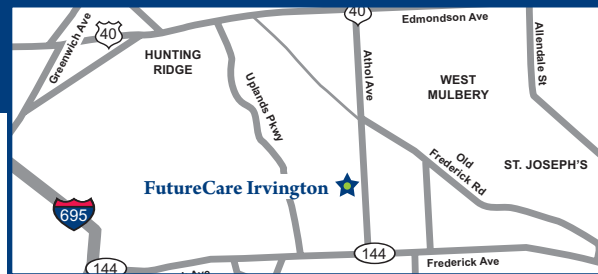 40
Edmondson Ave
Greenwich Ave
40
HUNTING
RIDGE
Athol Ave
Allendale St
WEST
MULBERY
Uplands Pkwy
Old
Frederick Rd
ST. JOSEPH'S
FutureCare Irvington
695
144
Frederick Ave
144
Ave